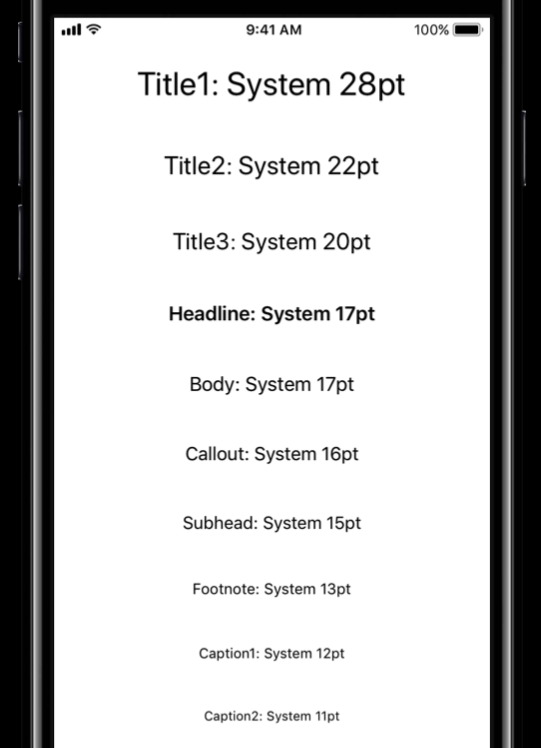 9:41 AM 100%
Title1: System 28pt
Title2: System 22pt
Title3: System 20pt
Headline: System 17pt
Body: System 17pt
Callout: System 16pt
Subhead: System 15pt
Footnote: System 13pt
Caption1: System 12pt
Caption2: System 11pt